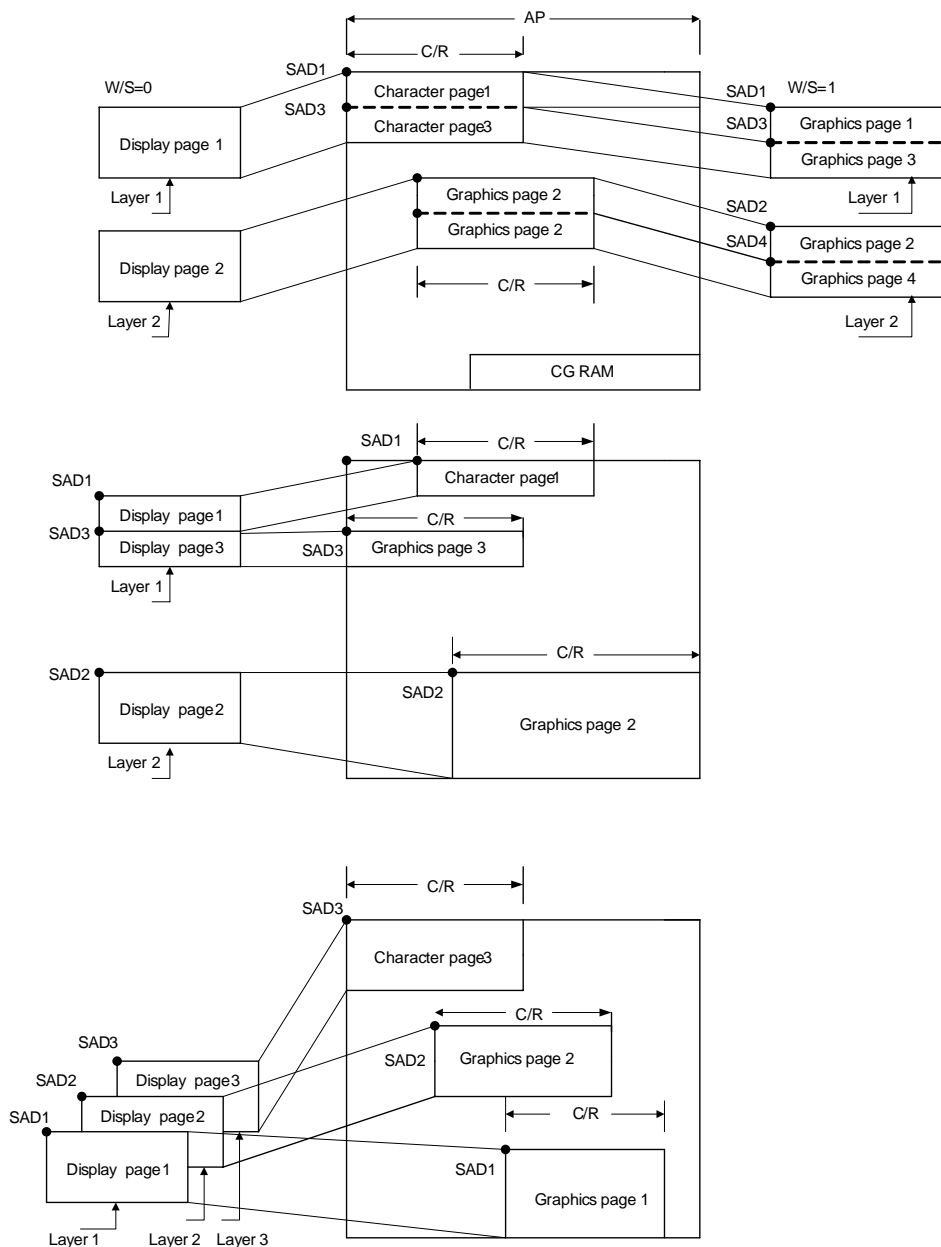 AP
C/R
SAD1
W/S=0
SAD1
W/S=1
Character page1
SAD3
SAD3
Graphics page 1
Display page 1
Character page3
Graphics page 3
Layer 1
Graphics page 2
Layer 1
SAD2
Graphics page 2
SAD4
Graphics page 2
Display page 2
Graphics page 4
C/R
Layer 2
Layer 2
CG RAM
SAD1
C/R
SAD1
Character page1
Display page1
C/R
SAD3
Display page3
SAD3
Graphics page 3
Layer 1
C/R
SAD2
SAD2
Display page2
Graphics page 2
Layer 2
C/R
SAD3
Character page3
C/R
SAD3
SAD2
Graphics page 2
Display page3
SAD2
Display page2
C/R
SAD1
Display page1
SAD1
Graphics page 1
Layer 1
Layer 2
Layer 3